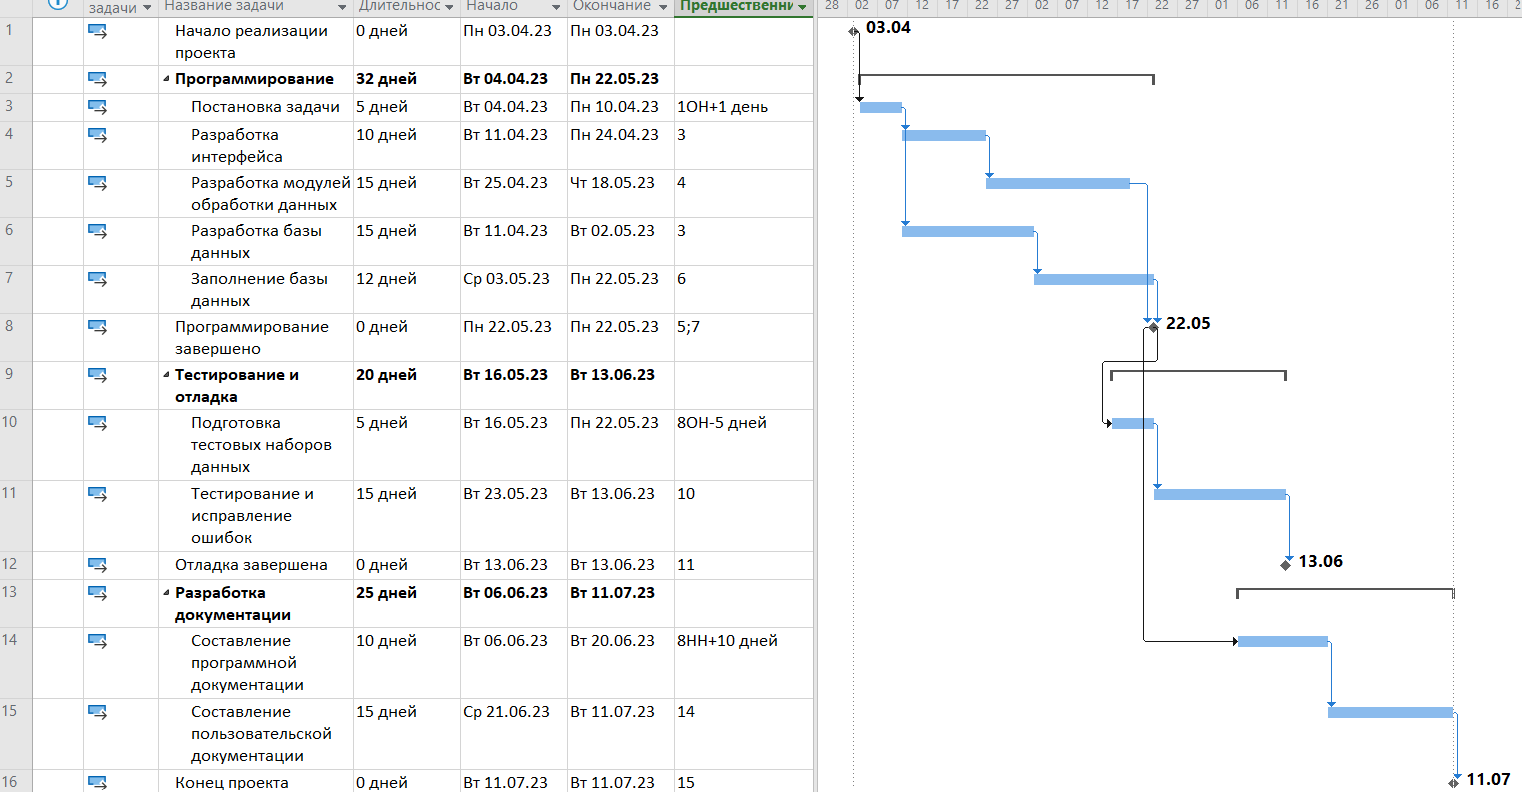 задачи Название задачи Длительнос Начало Окончание Предшественни 28 02 07 12 17 22 27 02 07 12 17 22 27 01 06 11 16 21 26 01 06 11 16
1 Начало реализации 0 дней Пн 03.04.23 Пн 03.04.23 03.04
проекта
2 Программирование 32 дней Вт 04.04.23 Пн 22.05.23
3 Постановка задачи 5 дней Вт 04.04.23 Пн 10.04.23 1ОН+1 день
4 Разработка 10 дней Вт 11.04.23 Пн 24.04.23 3
интерфейса
5 Разработка модулей 15 дней Вт 25.04.23 Чт 18.05.23 4
обработки данных
6 Разработка базы 15 дней Вт 11.04.23 Вт 02.05.23 3
данных
7 Заполнение базы 12 дней Ср 03.05.23 Пн 22.05.23 6
данных
8 Программирование 0 дней Пн 22.05.23 Пн 22.05.23 5;7 22.05
завершено
9 Тестирование и 20 дней Вт 16.05.23 Вт 13.06.23
отладка
10 Подготовка 5 дней Вт 16.05.23 Пн 22.05.23 8ОН-5 дней
тестовых наборов
данных
11 Тестирование и 15 дней Вт 23.05.23 Вт 13.06.23 10
исправление
ошибок
12 Отладка завершена 0 дней Вт 13.06.23 Вт 13.06.23 11 13.06
13 Разработка 25 дней Вт 06.06.23 Вт 11.07.23
документации
14 Составление 10 дней Вт 06.06.23 Вт 20.06.23 8НН+10 дней
программной
документации
15 Составление 15 дней Ср 21.06.23 Вт 11.07.23 14
пользовательской
документации
16 Конец проекта 0 дней Вт 11.07.23 Вт 11.07.23 15 11.07